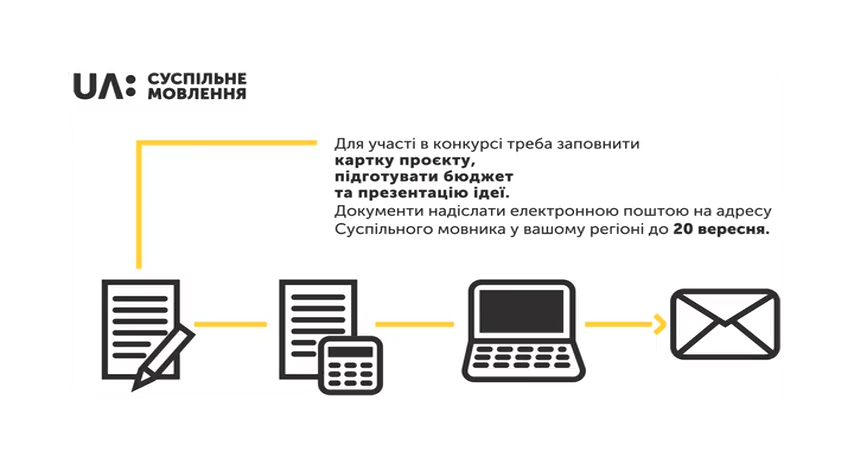 UA: СУСПІЛЬНЕ
МОВЛЕННЯ
Для участі в конкурсі треба заповнити
картку проєкту,
підготувати бюджет
та презентацію ідеї.
Документи надіслати електронною поштою на адресу
Суспільного мовника у вашому регіоні до 20 вересня.